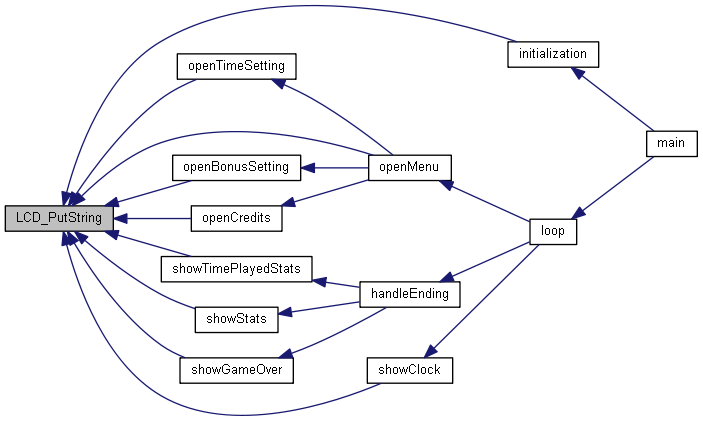 initialization
openTimeSetting
main
openBonusSetting
openMenu
LCD_PutString
openCredits
loop
showTimePlayedStats
handleEnding
showStats
showGameOver
showClock